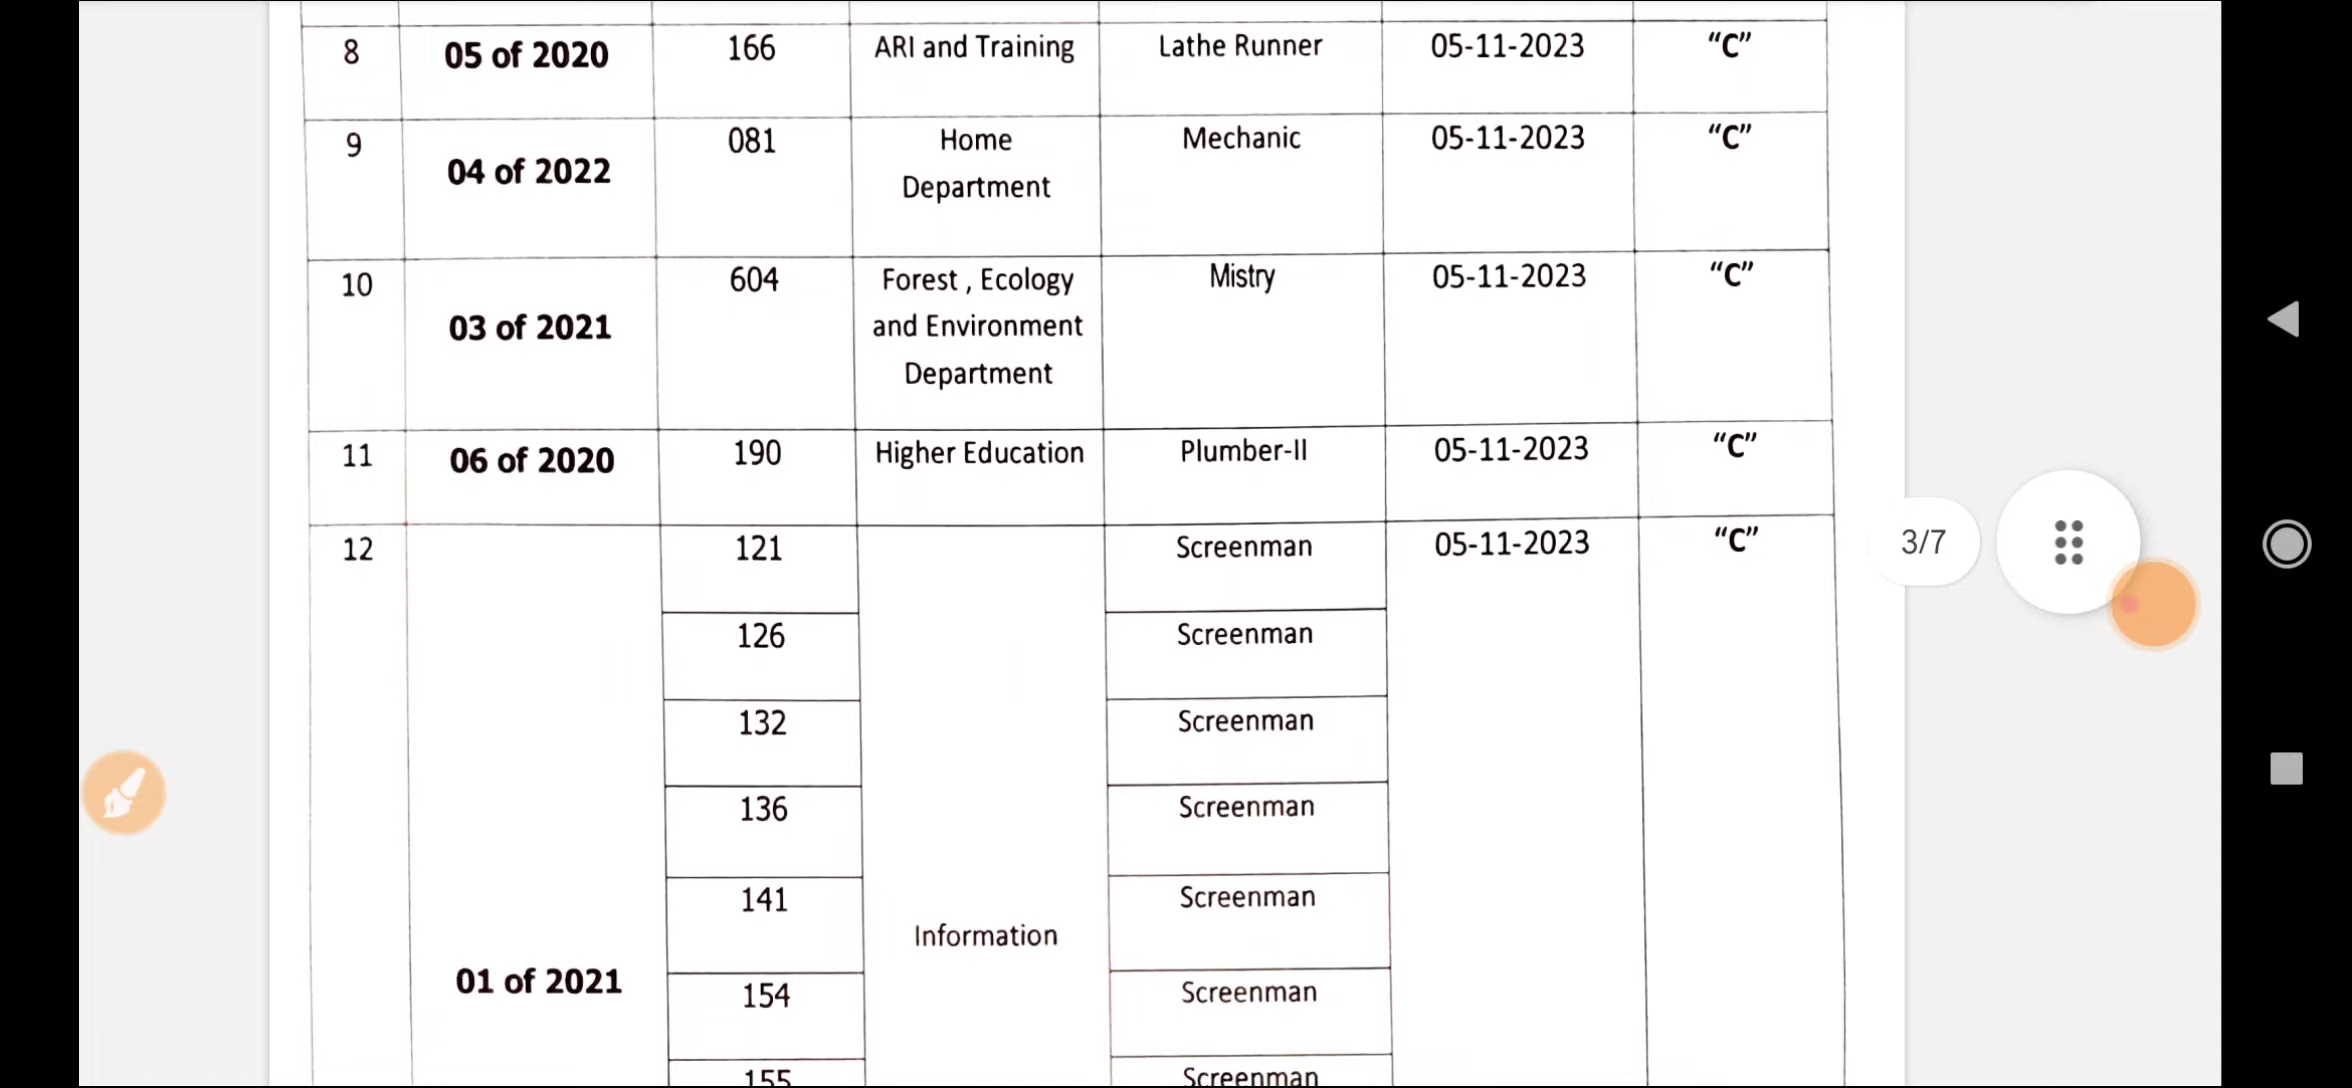 8 05 of 2020 166 ARI and Training Lathe Runner 05-11-2023 “C”
9 04 of 2022 081 Home Mechanic 05-11-2023 “C”
Department
10 03 of 2021 604 Forest , Ecology Mistry 05-11-2023 “C”
and Environment
Department
11 06 of 2020 190 Higher Education Plumber-II 05-11-2023 “C”
12 121 Screenman 05-11-2023 “C”
3/7
126 Screenman
132 Screenman
136 Screenman
141 Screenman
Information
01 of 2021
154 Screenman
155 Screenman